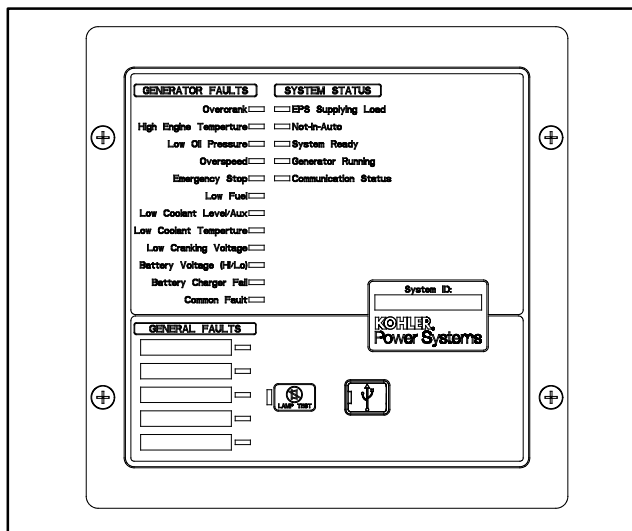 GENERATOR FAULTS
Overcrank
High Engine Temperture
Low Oil Pressure
Overspeed
Emergency Stop
Low Fuel
Low Coolant Level/Aux
Low Coolant Temperture
Low Cranking Voltage
Battery Voltage (Hi/Lo)
Battery Charger Fail
Common Fault
SYSTEM STATUS
EPS Supplying Load
Not-in-Auto
System Ready
Generator Running
Communication Status
System ID:
KOHLER
Power Systems
GENERAL FAULTS
LAMP TEST